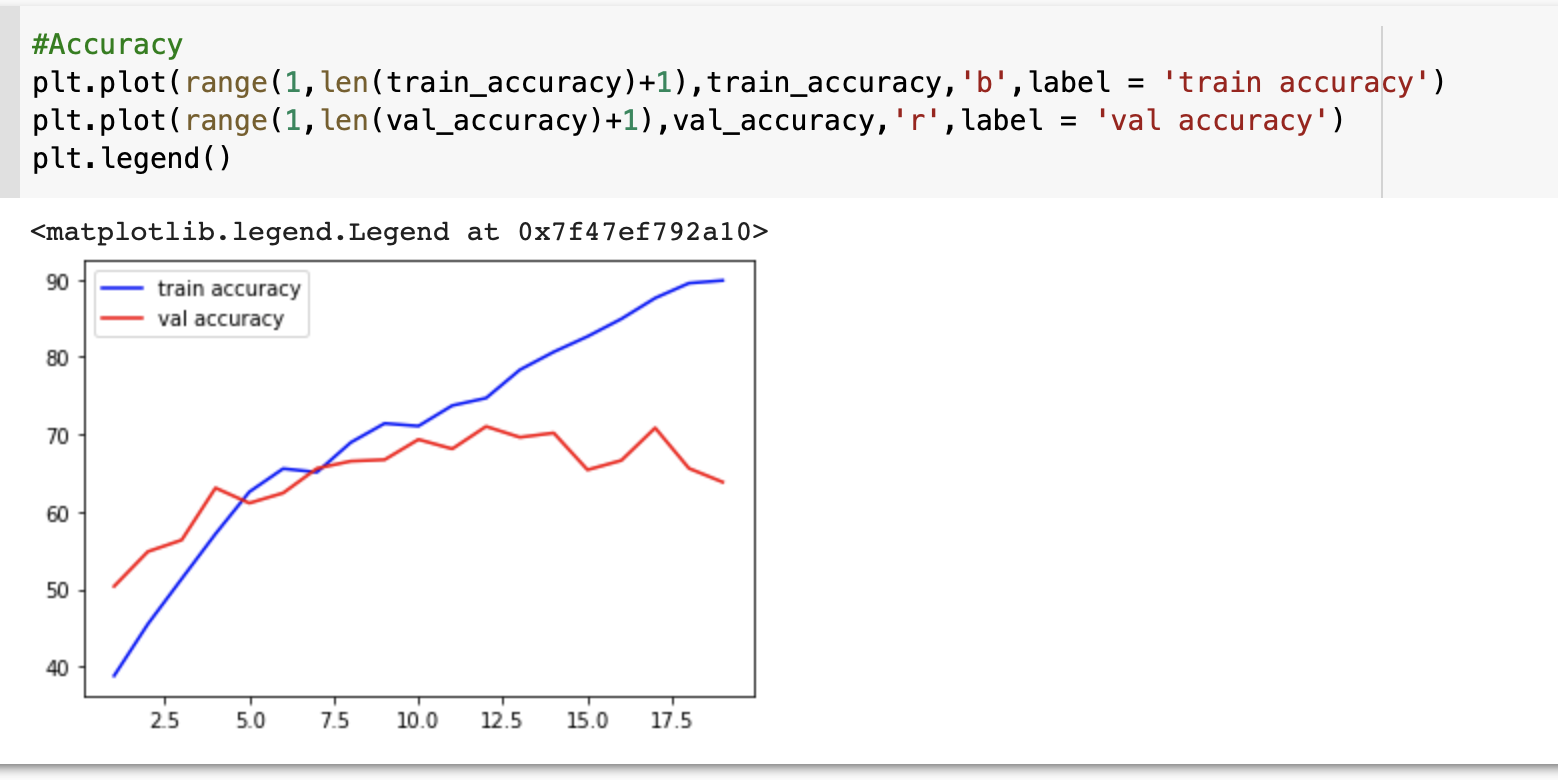 #Accuracy
plt.plot(range(1,len(train_accuracy)+1),train_accuracy,'b',label = 'train accuracy')
plt.plot(range(1,len(val_accuracy)+1),val_accuracy,'r',label = 'val accuracy')
plt.legend()
<matplotlib.legend.Legend at 0x7f47ef792a10>
train accuracy
val accuracy
90
80
70
60
50
40
2.5 5.0 7.5 10.0 12.5 15.0 17.5